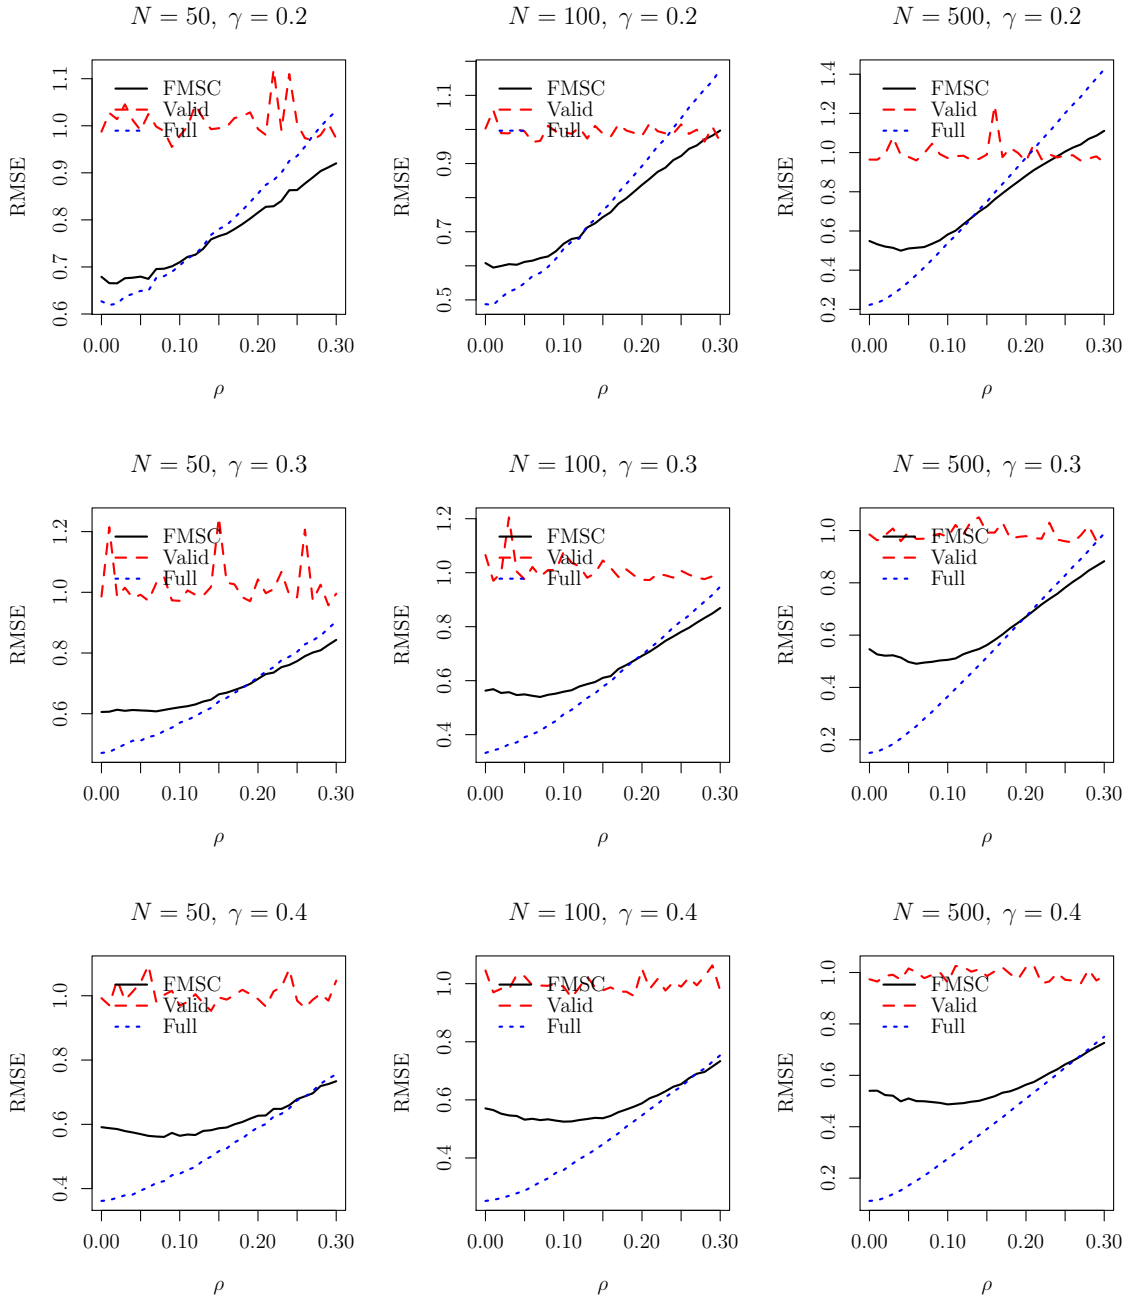 N = 50, γ = 0.2
RMSE
0.6 0.7 0.8 0.9 1.0 1.1
FMSC
Valid
Full
0.00 0.10 0.20 0.30
ρ
N = 100, γ = 0.2
RMSE
0.5 0.7 0.9 1.1
FMSC
Valid
Full
0.00 0.10 0.20 0.30
ρ
N = 500, γ = 0.2
RMSE
0.2 0.4 0.6 0.8 1.0 1.2 1.4
FMSC
Valid
Full
0.00 0.10 0.20 0.30
ρ
N = 50, γ = 0.3
RMSE
0.6 0.8 1.0 1.2
FMSC
Valid
Full
0.00 0.10 0.20 0.30
ρ
N = 100, γ = 0.3
RMSE
0.4 0.6 0.8 1.0 1.2
FMSC
Valid
Full
0.00 0.10 0.20 0.30
ρ
N = 500, γ = 0.3
RMSE
0.2 0.4 0.6 0.8 1.0
FMSC
Valid
Full
0.00 0.10 0.20 0.30
ρ
N = 50, γ = 0.4
RMSE
0.4 0.6 0.8 1.0
FMSC
Valid
Full
0.00 0.10 0.20 0.30
ρ
N = 100, γ = 0.4
RMSE
0.4 0.6 0.8 1.0
FMSC
Valid
Full
0.00 0.10 0.20 0.30
ρ
N = 500, γ = 0.4
RMSE
0.2 0.4 0.6 0.8 1.0
FMSC
Valid
Full
0.00 0.10 0.20 0.30
ρ